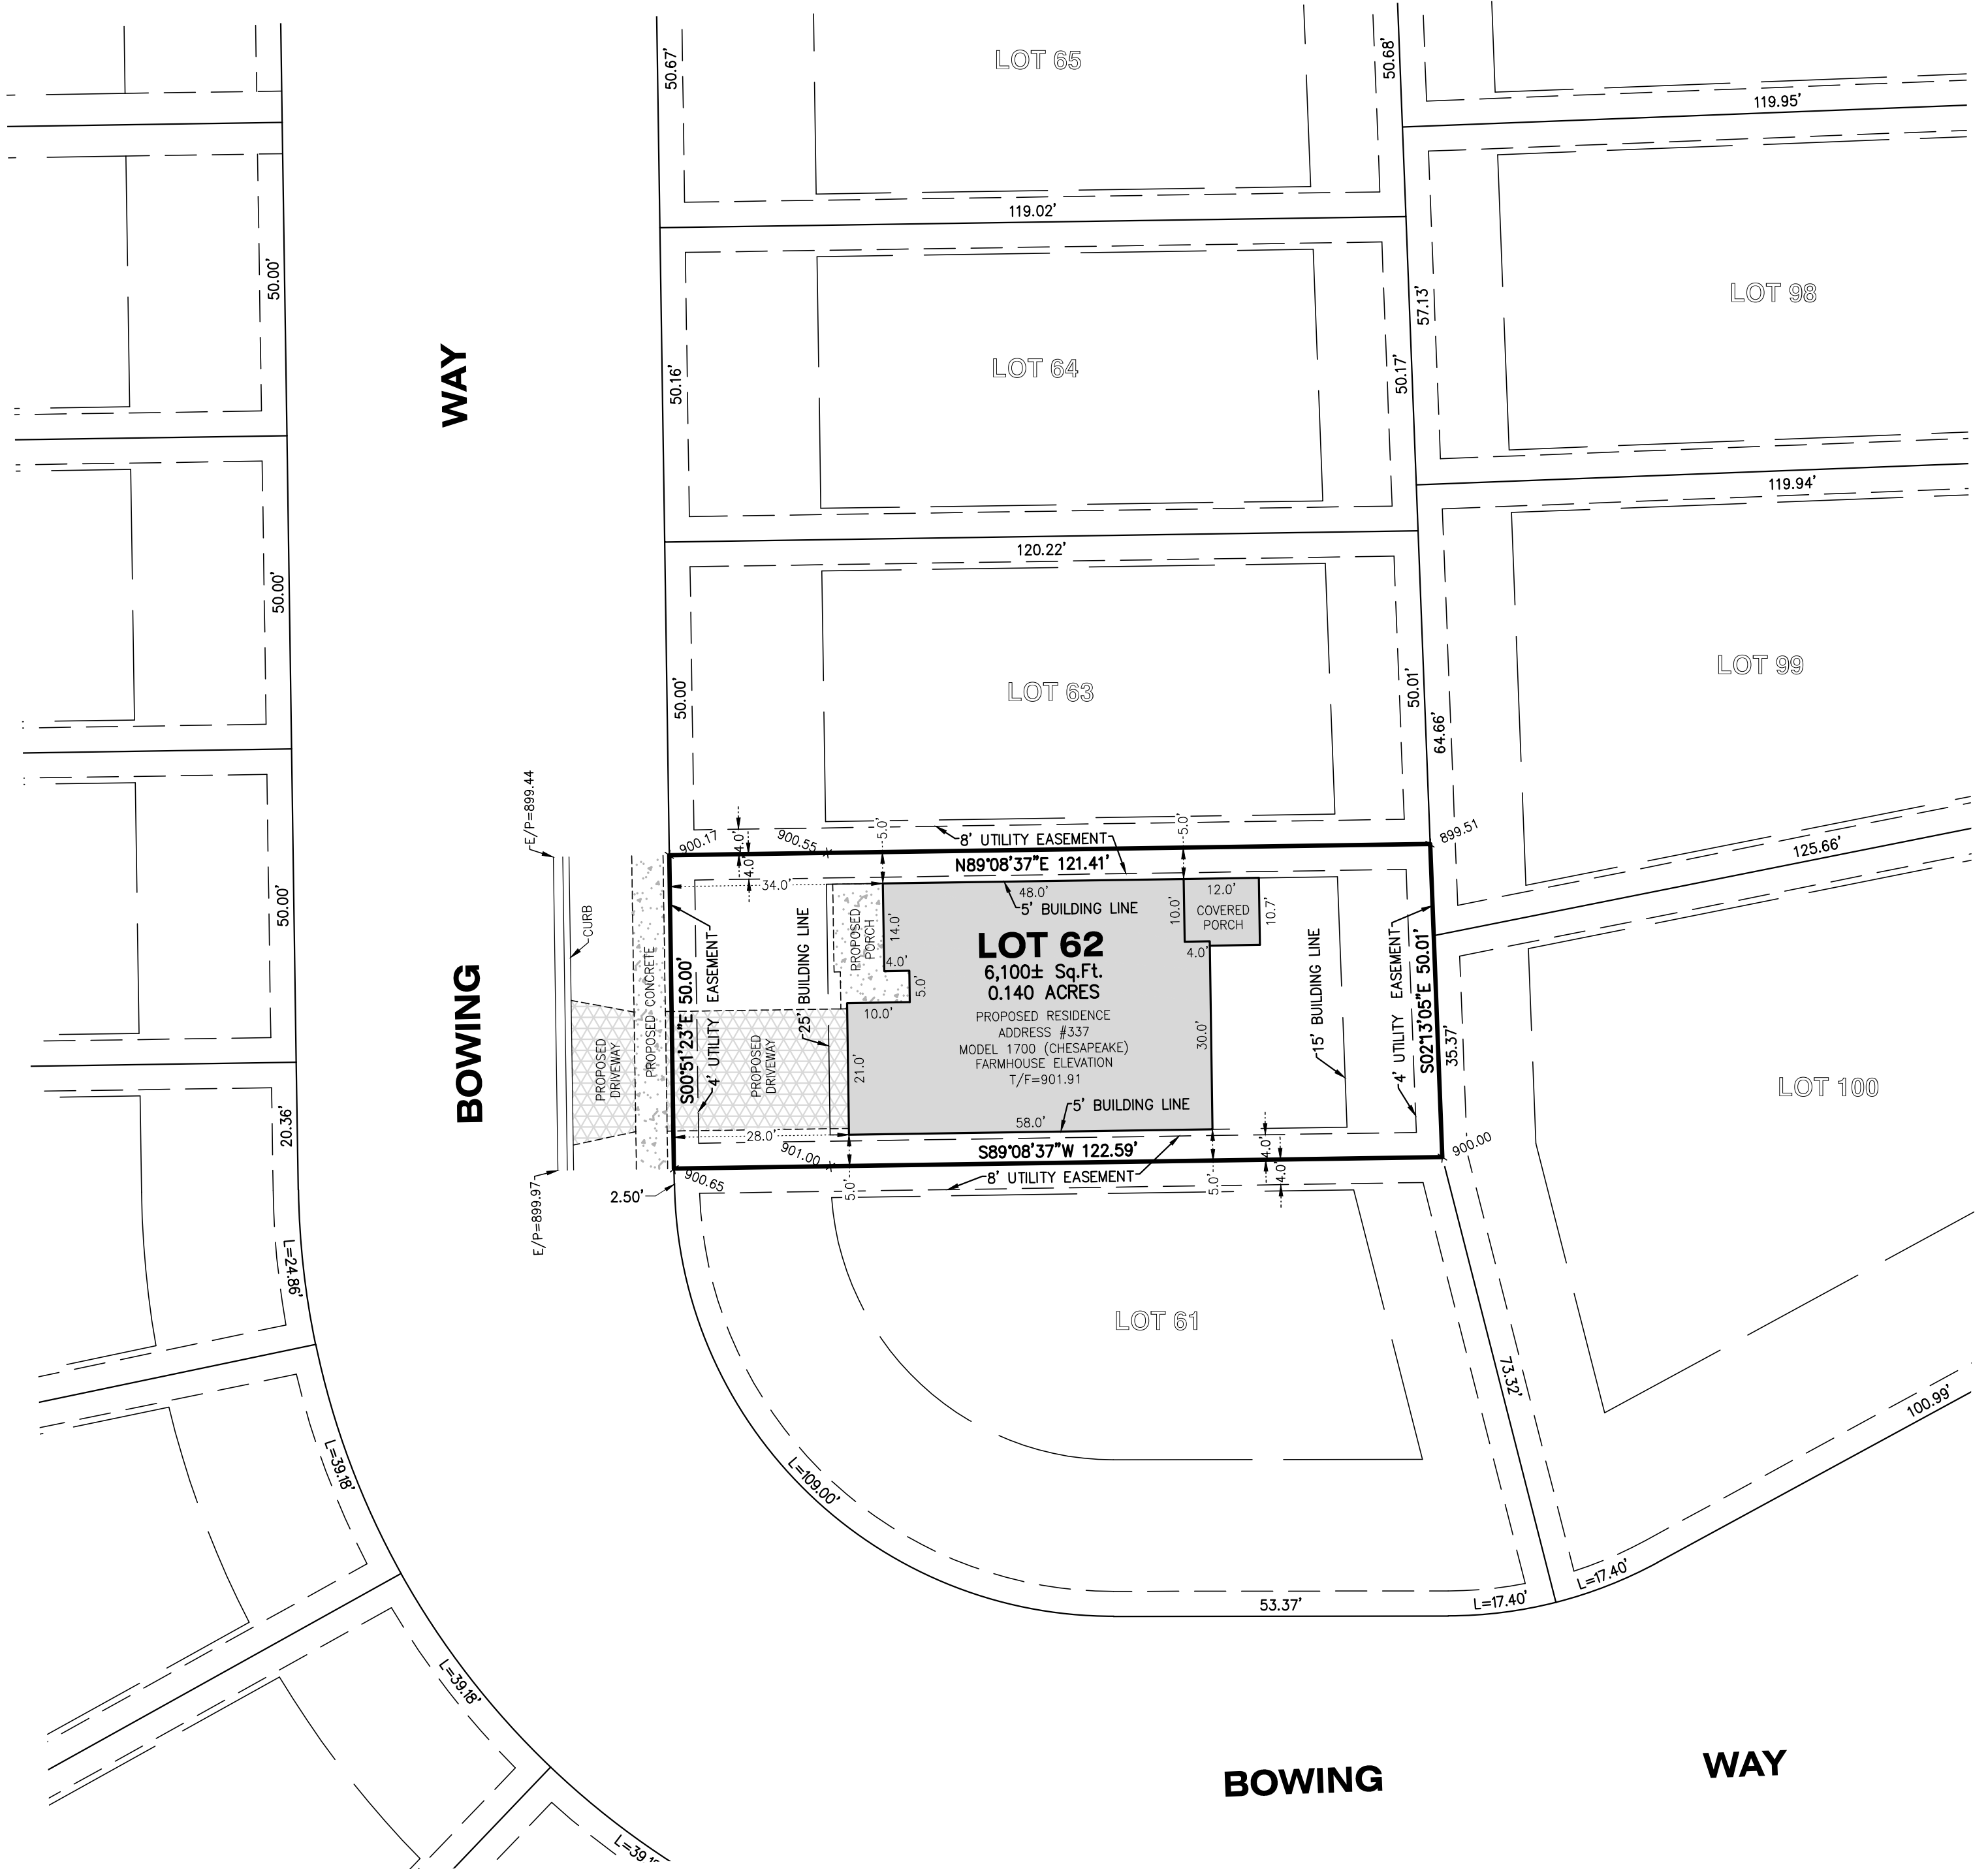 LOT 65
50.67'
50.68'
119.95'
119.02'
50.00'
WAY
LOT 64
50.16'
50.17'
57.13'
LOT 98
119.94'
120.22'
50.00'
LOT 63
50.00'
50.01'
64.66'
LOT 99
125.66'
E/P=899.44
CURB
50.00'
BOWING
900.17
4.0'
4.0'
900.55
5.0'
8' UTILITY EASEMENT
5.0'
899.51
N89°08'37"E 121.41'
34.0'
48.0'
5' BUILDING LINE
12.0'
COVERED
PORCH
10.0'
10.7'
4.0'
PROPOSED
PORCH
14.0'
4.0'
5.0'
10.0'
LOT 62
6,100± Sq.Ft.
0.140 ACRES
PROPOSED RESIDENCE
ADDRESS #337
MODEL 1700 (CHESAPEAKE)
FARMHOUSE ELEVATION
T/F=901.91
30.0'
21.0'
25' BUILDING LINE
15' BUILDING LINE
4' UTILITY EASEMENT
S00°51'23"E 50.00'
PROPOSED CONCRETE
PROPOSED
DRIVEWAY
PROPOSED
DRIVEWAY
4' UTILITY EASEMENT
S02°13'05"E 50.01'
35.37'
LOT 100
5' BUILDING LINE
58.0'
28.0'
S89°08'37"W 122.59'
901.00
900.65
5.0'
8' UTILITY EASEMENT
5.0'
4.0'
4.0'
900.00
2.50'
E/P=899.97
20.36'
L=24.86'
LOT 61
73.32'
100.99'
L=39.18'
L=109.00'
53.37'
L=17.40'
L=17.40'
L=39.18'
BOWING
WAY